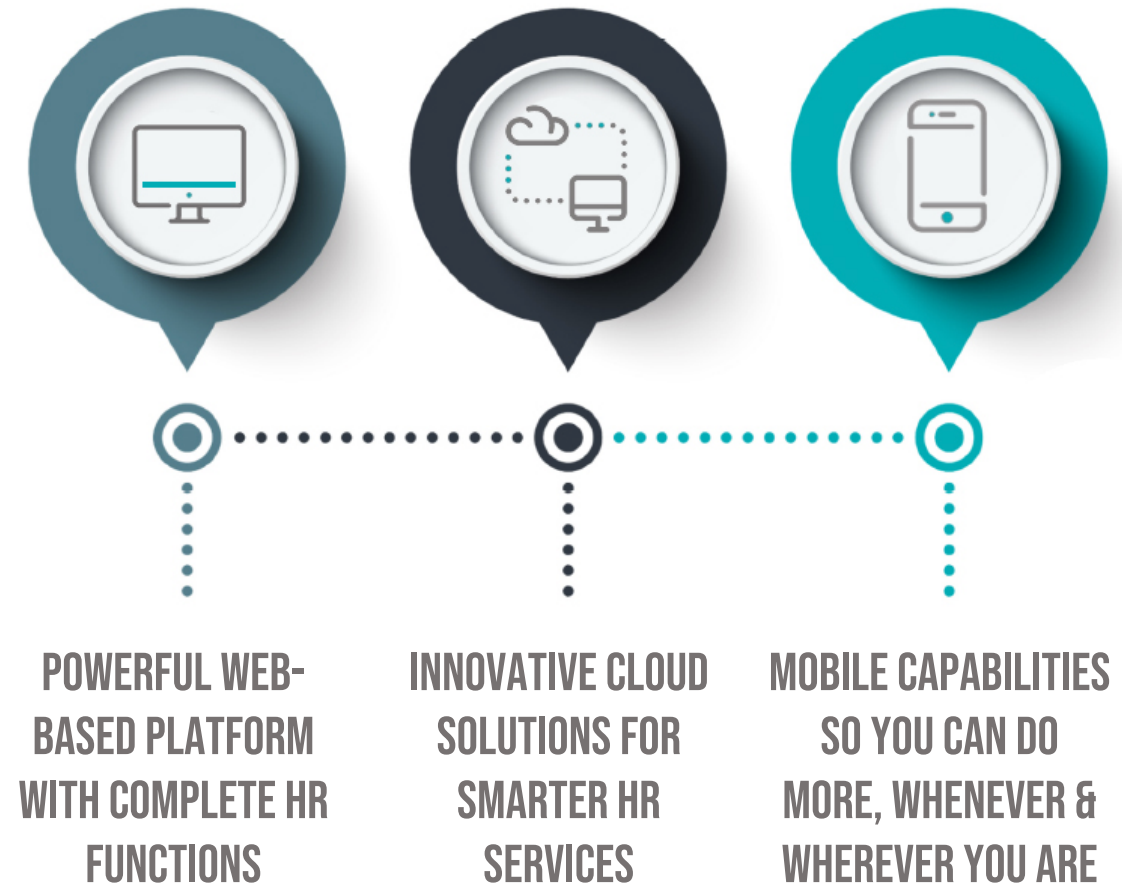 POWERFUL WEB-
BASED PLATFORM
WITH COMPLETE HR
FUNCTIONS
INNOVATIVE CLOUD
SOLUTIONS FOR
SMARTER HR
SERVICES
MOBILE CAPABILITIES
SO YOU CAN DO
MORE, WHENEVER &
WHEREVER YOU ARE